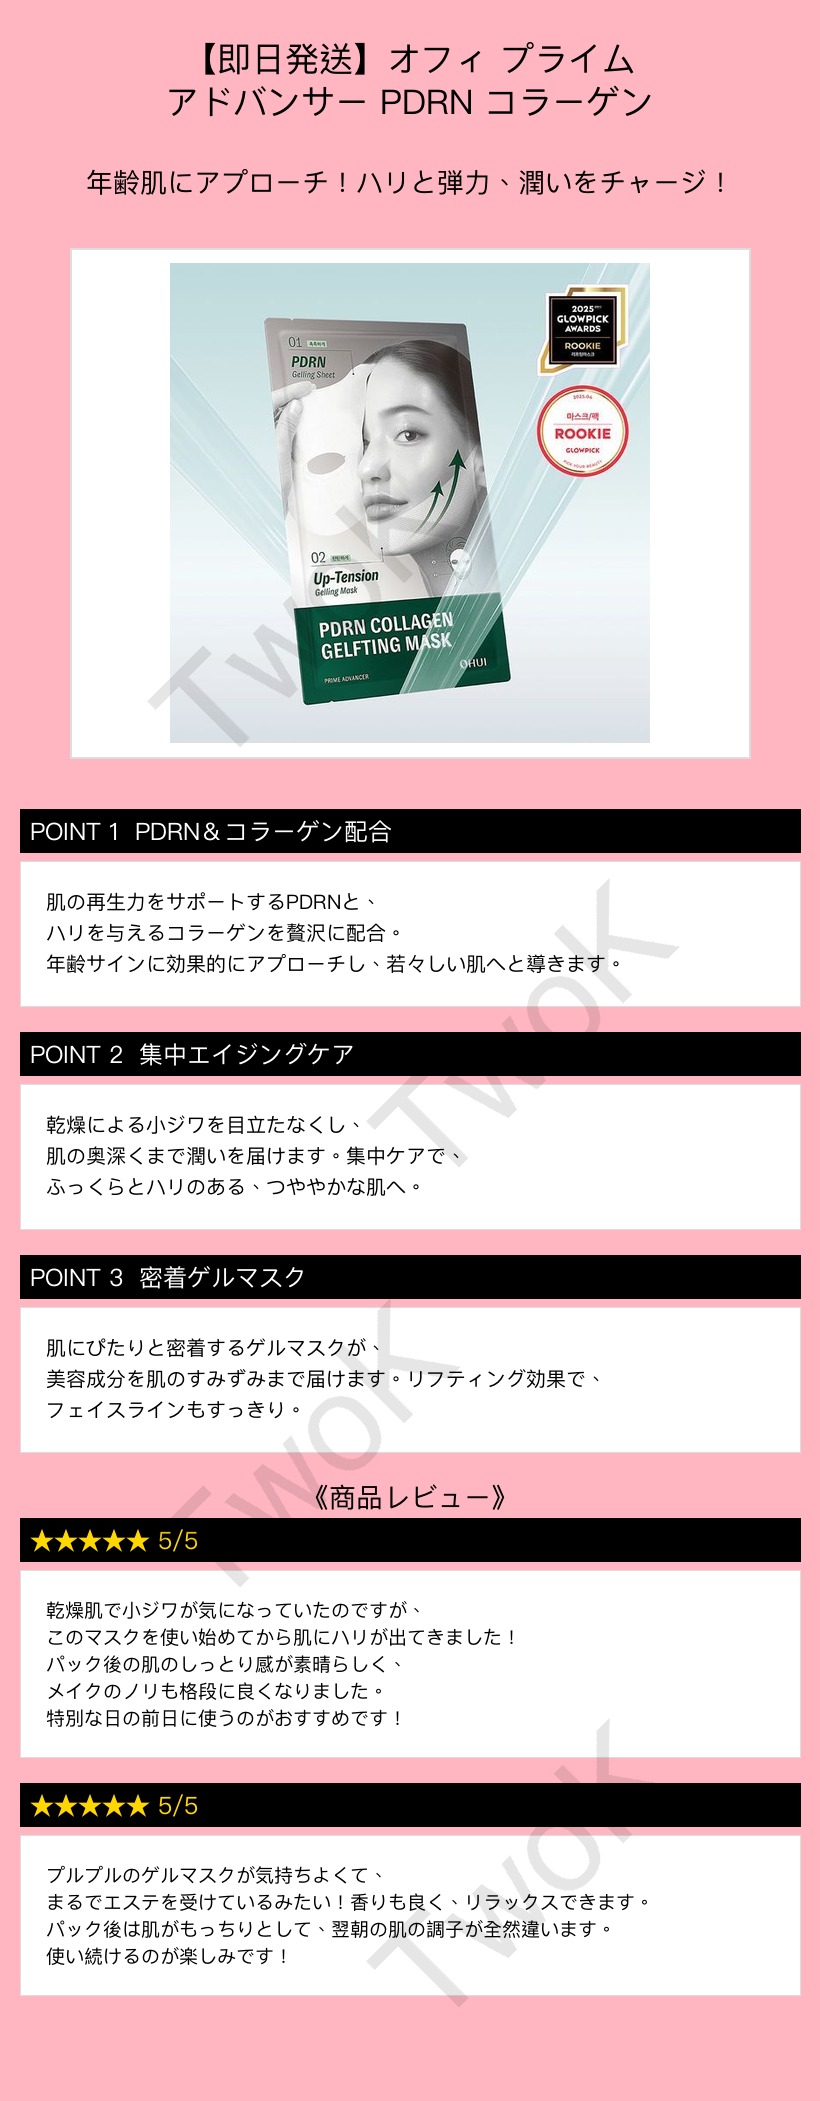 【即日発送】オフィ プライム
アドバンサー PDRN コラーゲン
年齢肌にアプローチ！ハリと弾力、潤いをチャージ！
01 촉촉하게
PDRN
Gelling Sheet
02 탄탄하게
Up-Tension
Gelling Mask
PDRN COLLAGEN
GELFTING MASK
PRIME ADVANCER
OHUI
2025
GLOWPICK
AWARDS
ROOKIE
마스크/팩
ROOKIE
GLOWPICK
TwoK
POINT 1 PDRN＆コラーゲン配合
肌の再生力をサポートするPDRNと、
ハリを与えるコラーゲンを贅沢に配合。
年齢サインに効果的にアプローチし、若々しい肌へと導きます。
TwoK
POINT 2 集中エイジングケア
乾燥による小ジワを目立たなくし、
肌の奥深くまで潤いを届けます。集中ケアで、
ふっくらとハリのある、つややかな肌へ。
POINT 3 密着ゲルマスク
肌にぴたりと密着するゲルマスクが、
美容成分を肌のすみずみまで届けます。リフティング効果で、
フェイスラインもすっきり。
TwoK
《商品レビュー》
★★★★★ 5/5
乾燥肌で小ジワが気になっていたのですが、
このマスクを使い始めてから肌にハリが出てきました！
パック後の肌のしっとり感が素晴らしく、
メイクのノリも格段に良くなりました。
特別な日の前日に使うのがおすすめです！
★★★★★ 5/5
プルプルのゲルマスクが気持ちよくて、
まるでエステを受けているみたい！香りも良く、リラックスできます。
パック後は肌がもっちりとして、翌朝の肌の調子が全然違います。
使い続けるのが楽しみです！
TwoK